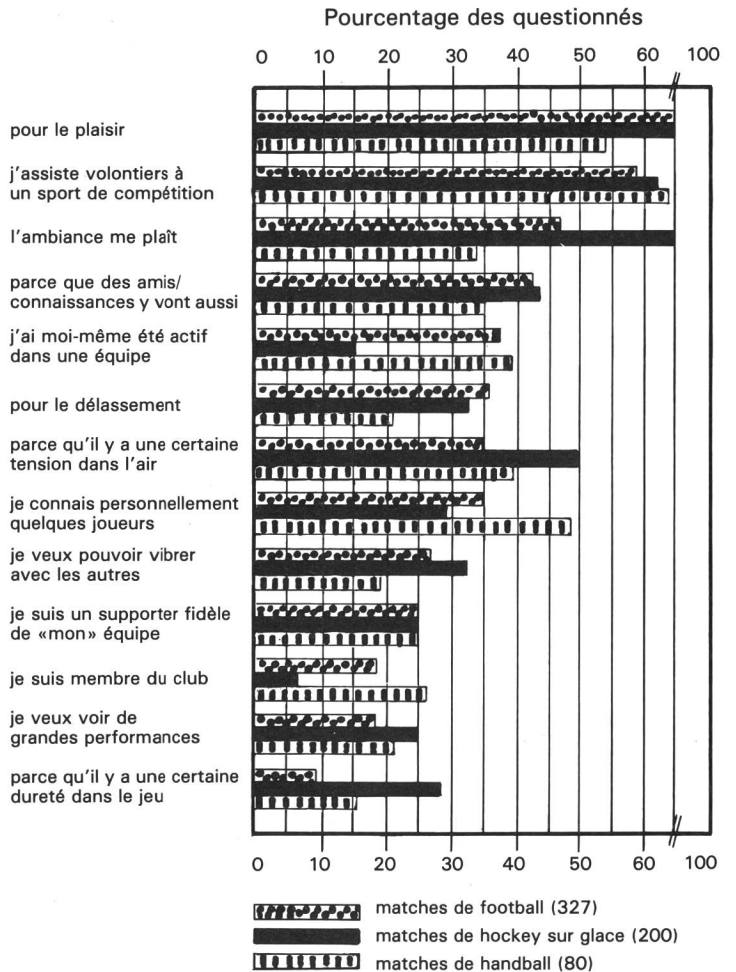 Pourcentage des questionnés
0 10 20 30 40 50 60 100
pour le plaisir
j'assiste volontiers à
un sport de compétition
l'ambiance me plaît
parce que des amis/
connaissances y vont aussi
j'ai moi-même été actif
dans une équipe
pour le délassement
parce qu'il y a une certaine
tension dans l'air
je connais personnellement
quelques joueurs
je veux pouvoir vibrer
avec les autres
je suis un supporter fidèle
de «mon» équipe
je suis membre du club
je veux voir de
grandes performances
parce qu'il y a une certaine
dureté dans le jeu
0 10 20 30 40 50 60 100
matches de football (327)
matches de hockey sur glace (200)
matches de handball (80)